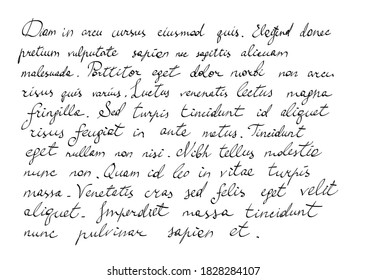 Diam in arcu cursus euismod quis. Eleifend donec
pretium vulputate sapien nec sagittis aliquam
malesuada. Porttitor eget dolor morbi non arcu
risus quis varius. Luctus venenatis lectus magna
fringilla. Sed turpis tincidunt id aliquet
risus feugiat in ante metus. Tincidunt
eget nullam non nisi. Nibh tellus molestie
nunc non. Quam id leo in vitae turpis
massa. Venenatis cras sed felis eget velit
aliquet. Imperdiet massa tincidunt
nunc pulvinar sapien et.
shutterstock.com · 1828284107